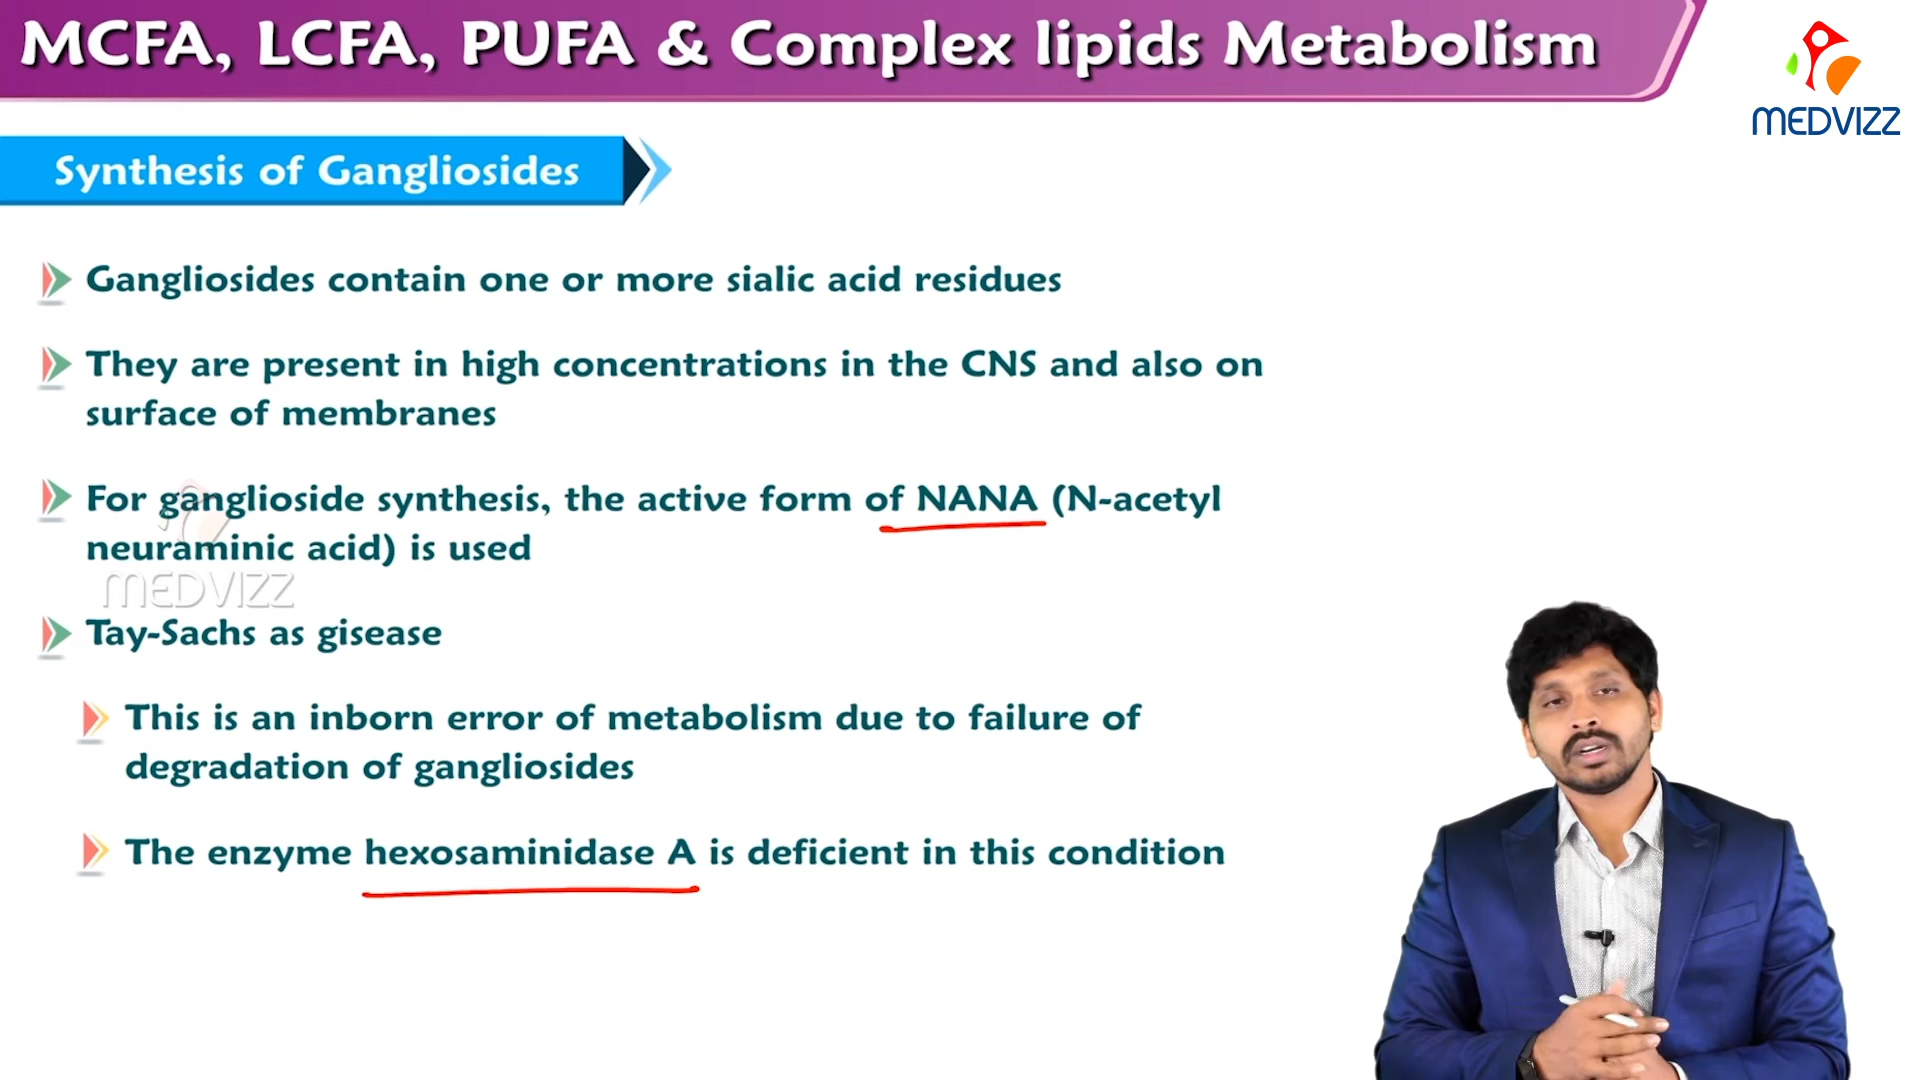 MCFA, LCFA, PUFA & Complex lipids Metabolism
MEDVIZZ
Synthesis of Gangliosides
Gangliosides contain one or more sialic acid residues
They are present in high concentrations in the CNS and also on
surface of membranes
For ganglioside synthesis, the active form of NANA (N-acetyl
neuraminic acid) is used
MEDVIZZ
Tay-Sachs as gisease
This is an inborn error of metabolism due to failure of
degradation of gangliosides
The enzyme hexosaminidase A is deficient in this condition